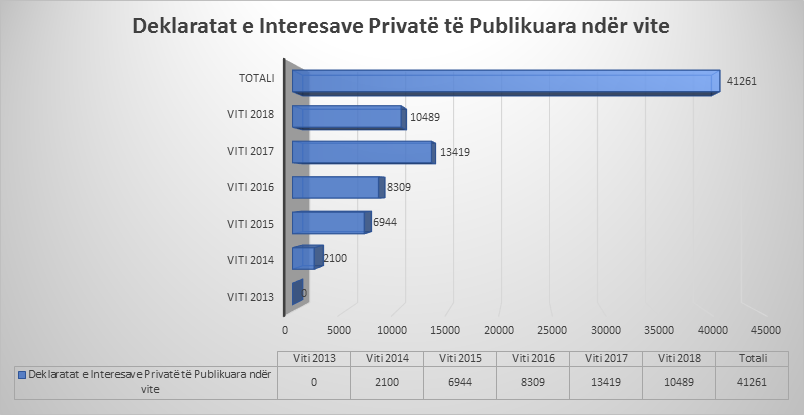 Deklaratat e Interesave Privatë të Publikuara ndër vite
TOTALI 41261
VITI 2018 10489
VITI 2017 13419
VITI 2016 8309
VITI 2015 6944
VITI 2014 2100
VITI 2013 0
0 5000 10000 15000 20000 25000 30000 35000 40000 45000
Viti 2013 Viti 2014 Viti 2015 Viti 2016 Viti 2017 Viti 2018 Totali
Deklaratat e Interesave Privatë të Publikuara ndër
vite
0 2100 6944 8309 13419 10489 41261